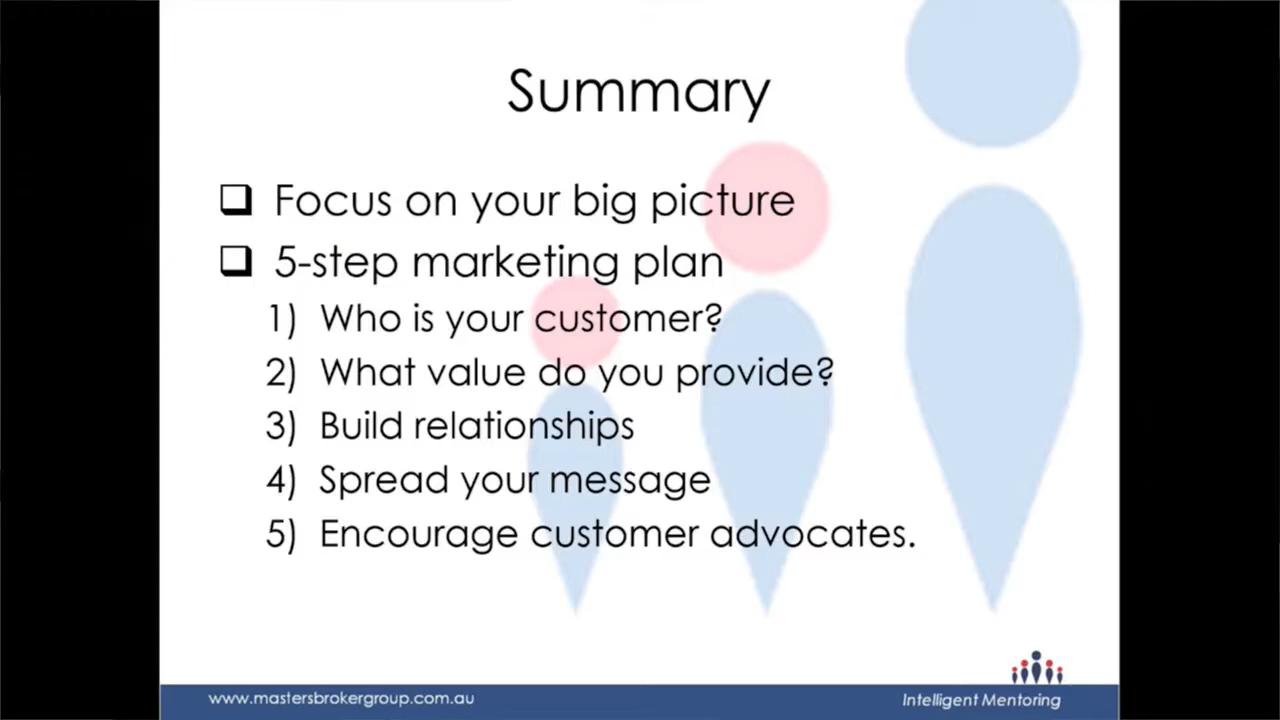 Summary
❑ Focus on your big picture
❑ 5-step marketing plan
1) Who is your customer?
2) What value do you provide?
3) Build relationships
4) Spread your message
5) Encourage customer advocates.
www.mastersbrokergroup.com.au
Intelligent Mentoring